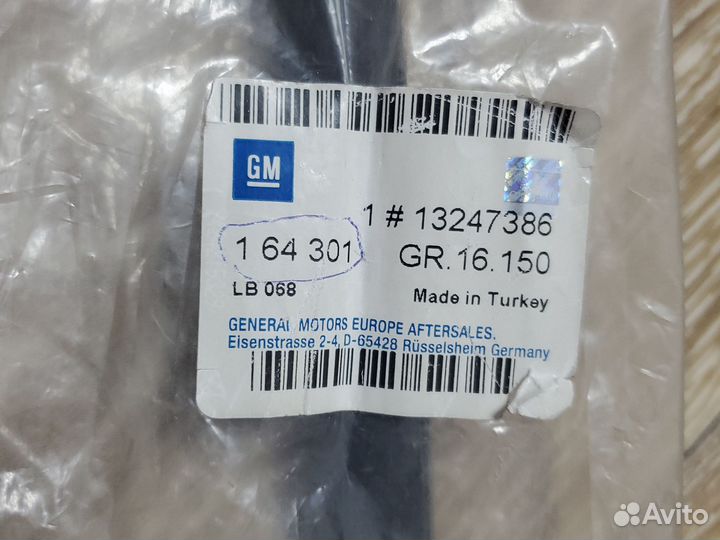 GM
1 # 13247386
1 64 301
GR.16.150
LB 068
Made in Turkey
GENERAL MOTORS EUROPE AFTERSALES.
Eisenstrasse 2-4, D-65428 Rüsselsheim Germany
Avito